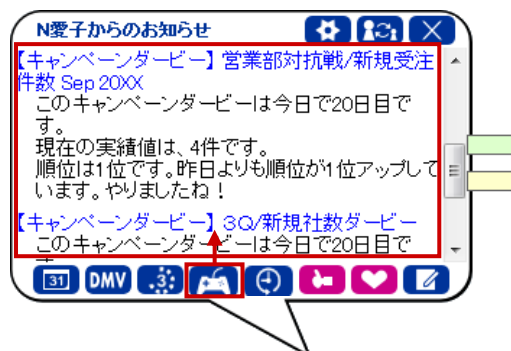 N愛子からのお知らせ
【キャンペーンダービー】営業部対抗戦/新規受注
件数 Sep 20XX
このキャンペーンダービーは今日で20日目で
す。
現在の実績値は、4件です。
順位は1位です。昨日よりも順位が1位アップして
います。やりましたね！
【キャンペーンダービー】3Q/新規社数ダービー
このキャンペーンダービーは今日で20日目で
31 DMV 3